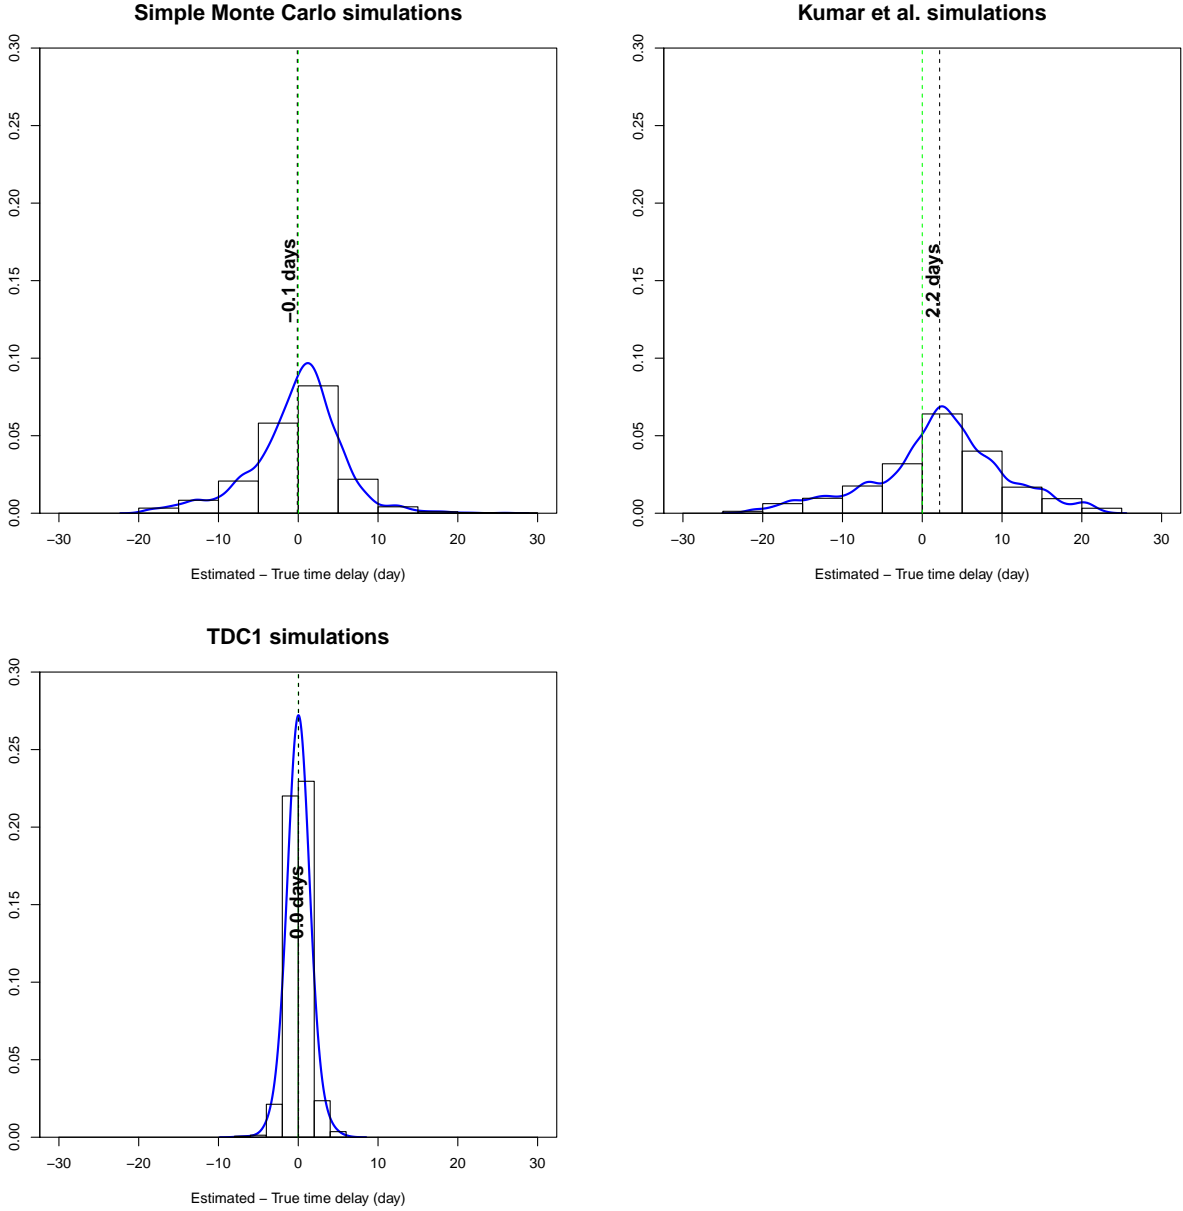 Simple Monte Carlo simulations
0.00 0.05 0.10 0.15 0.20 0.25 0.30
−0.1 days
−30 −20 −10 0 10 20 30
Estimated − True time delay (day)
Kumar et al. simulations
0.00 0.05 0.10 0.15 0.20 0.25 0.30
2.2 days
−30 −20 −10 0 10 20 30
Estimated − True time delay (day)
TDC1 simulations
0.00 0.05 0.10 0.15 0.20 0.25 0.30
0.0 days
−30 −20 −10 0 10 20 30
Estimated − True time delay (day)